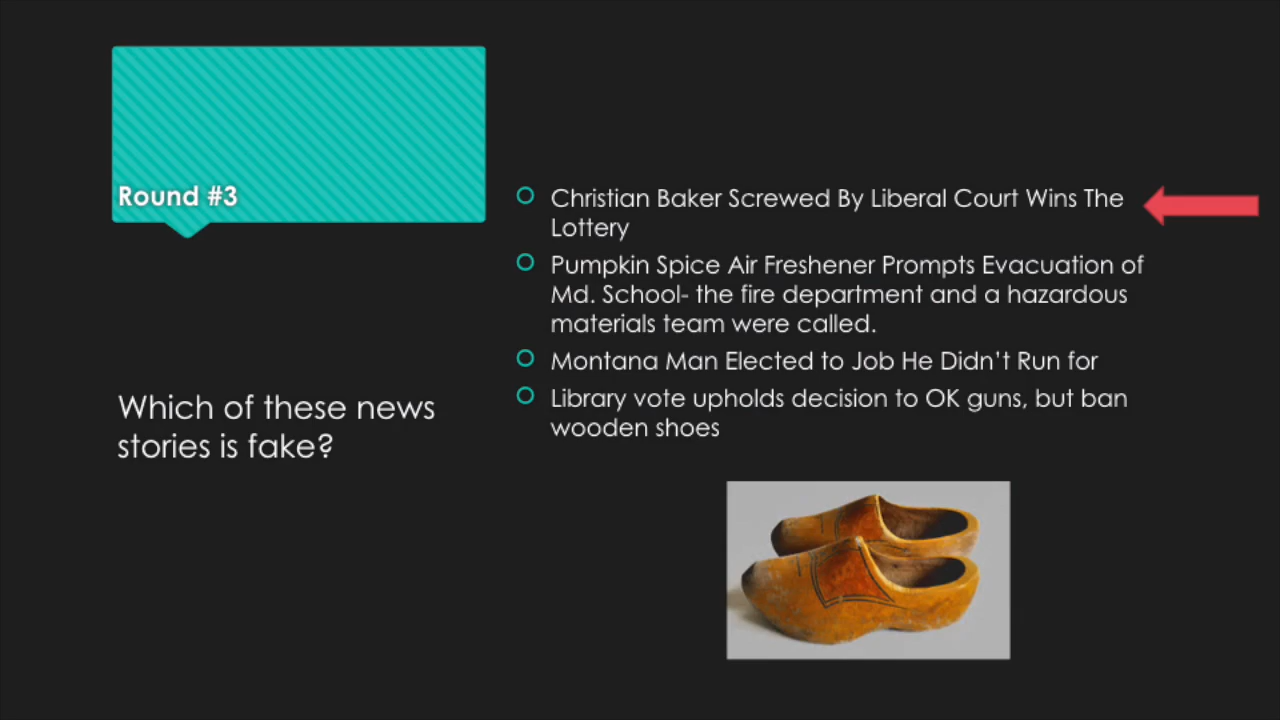 Round #3
Which of these news
stories is fake?
Christian Baker Screwed By Liberal Court Wins The
Lottery
Pumpkin Spice Air Freshener Prompts Evacuation of
Md. School- the fire department and a hazardous
materials team were called.
Montana Man Elected to Job He Didn’t Run for
Library vote upholds decision to OK guns, but ban
wooden shoes